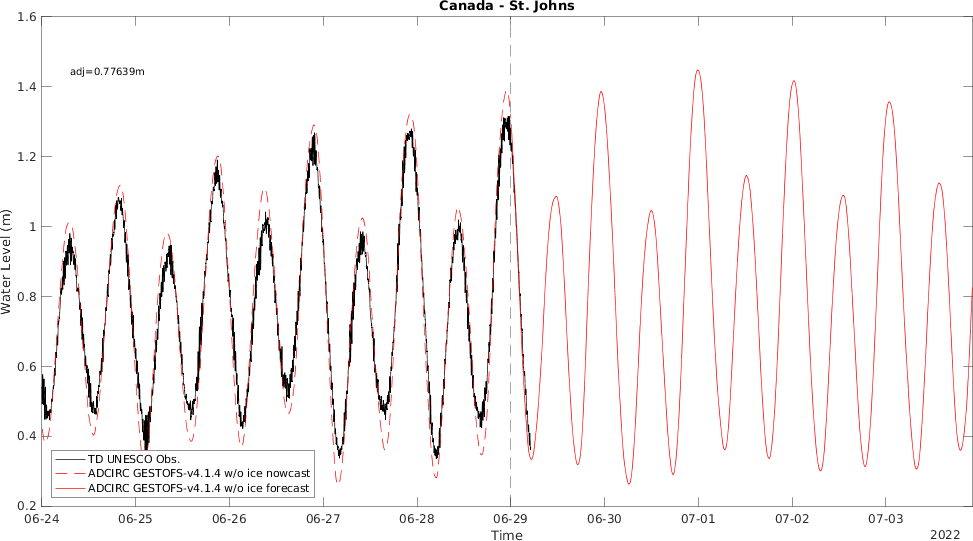 Canada - St. Johns
1.6
1.4
1.2
1
0.8
0.6
0.4
0.2
Water Level (m)
adj=0.77639m
TD UNESCO Obs.
ADCIRC GESTOFS-v4.1.4 w/o ice nowcast
ADCIRC GESTOFS-v4.1.4 w/o ice forecast
06-24 06-25 06-26 06-27 06-28 06-29 06-30 07-01 07-02 07-03
Time
2022